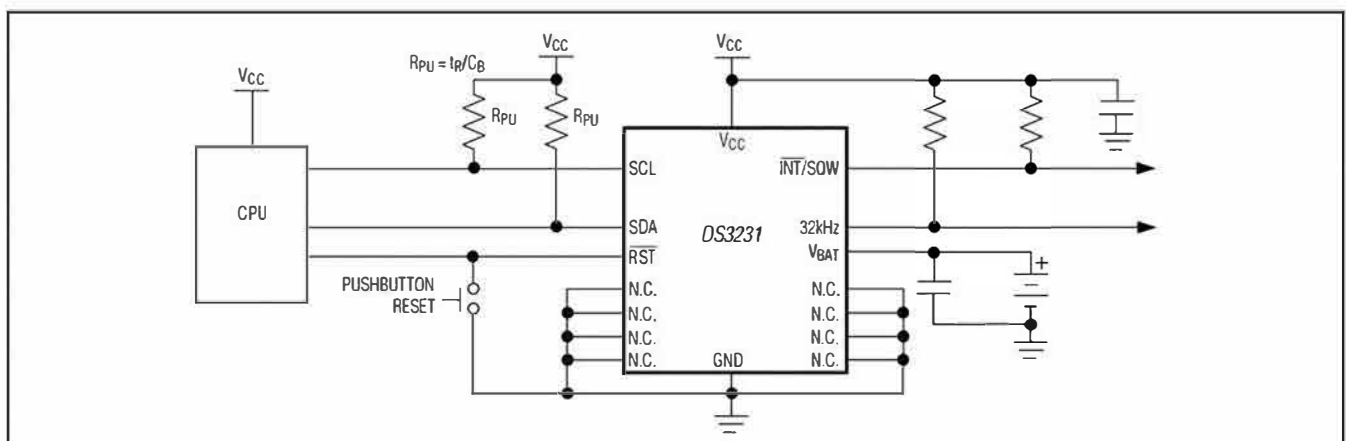 VCC
RPU = tR/CB
VCC
VCC
RPU
RPU
CPU
VCC
SCL
SDA
RST
N.C.
N.C.
N.C.
N.C.
DS3231
GND
INT/SQW
32kHz
VBAT
N.C.
N.C.
N.C.
N.C.
+
PUSHBUTTON
RESET